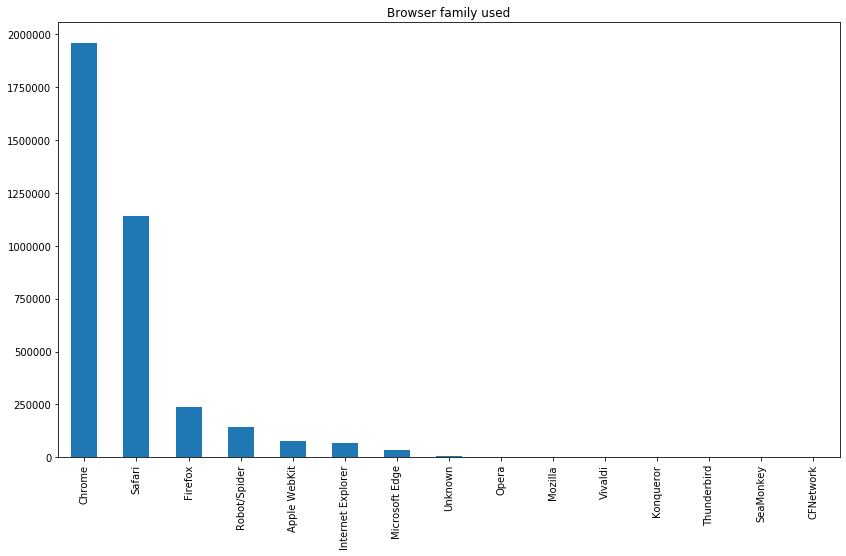 Browser family used
2000000
1750000
1500000
1250000
1000000
750000
500000
250000
0
Chrome
Safari
Firefox
Robot/Spider
Apple WebKit
Internet Explorer
Microsoft Edge
Unknown
Opera
Mozilla
Vivaldi
Konqueror
Thunderbird
SeaMonkey
CFNetwork